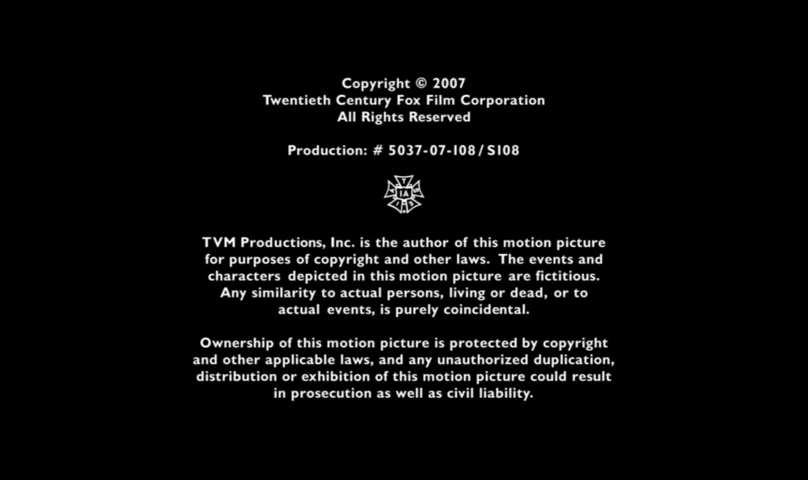 Copyright © 2007
Twentieth Century Fox Film Corporation
All Rights Reserved
Production: # 5037-07-108/S108
IA
TVM Productions, Inc. is the author of this motion picture
for purposes of copyright and other laws. The events and
characters depicted in this motion picture are fictitious.
Any similarity to actual persons, living or dead, or to
actual events, is purely coincidental.
Ownership of this motion picture is protected by copyright
and other applicable laws, and any unauthorized duplication,
distribution or exhibition of this motion picture could result
in prosecution as well as civil liability.